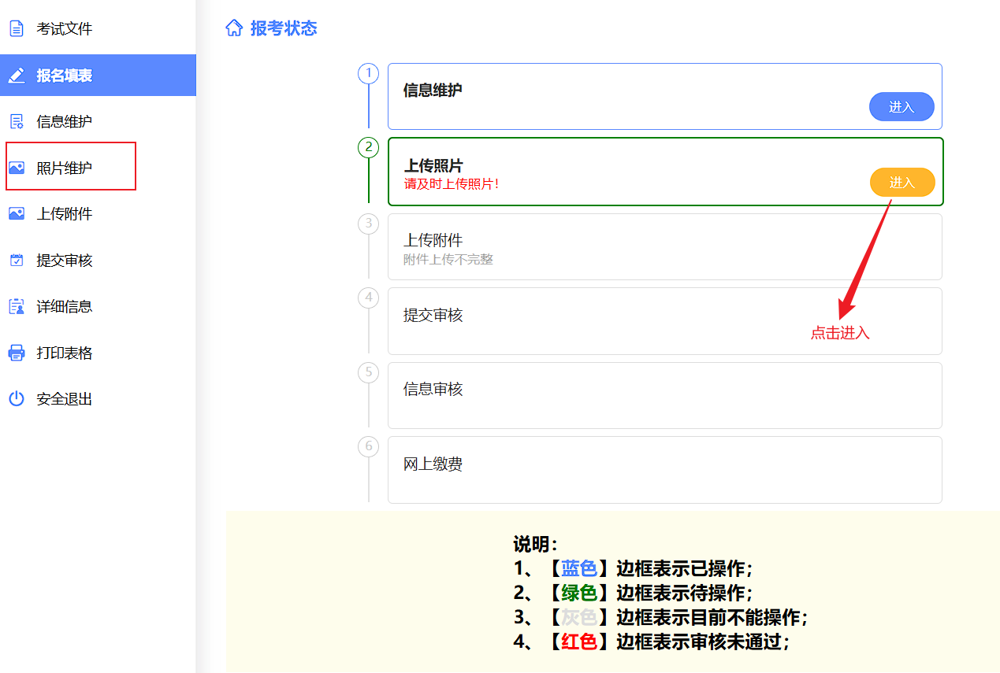 考试文件
报名填表
信息维护
照片维护
上传附件
提交审核
详细信息
打印表格
安全退出
报考状态
1
信息维护
进入
2
上传照片
请及时上传照片!
进入
3
上传附件
附件上传不完整
4
提交审核
点击进入
5
信息审核
6
网上缴费
说明：
1、【蓝色】边框表示已操作；
2、【绿色】边框表示待操作；
3、【灰色】边框表示目前不能操作；
4、【红色】边框表示审核未通过；